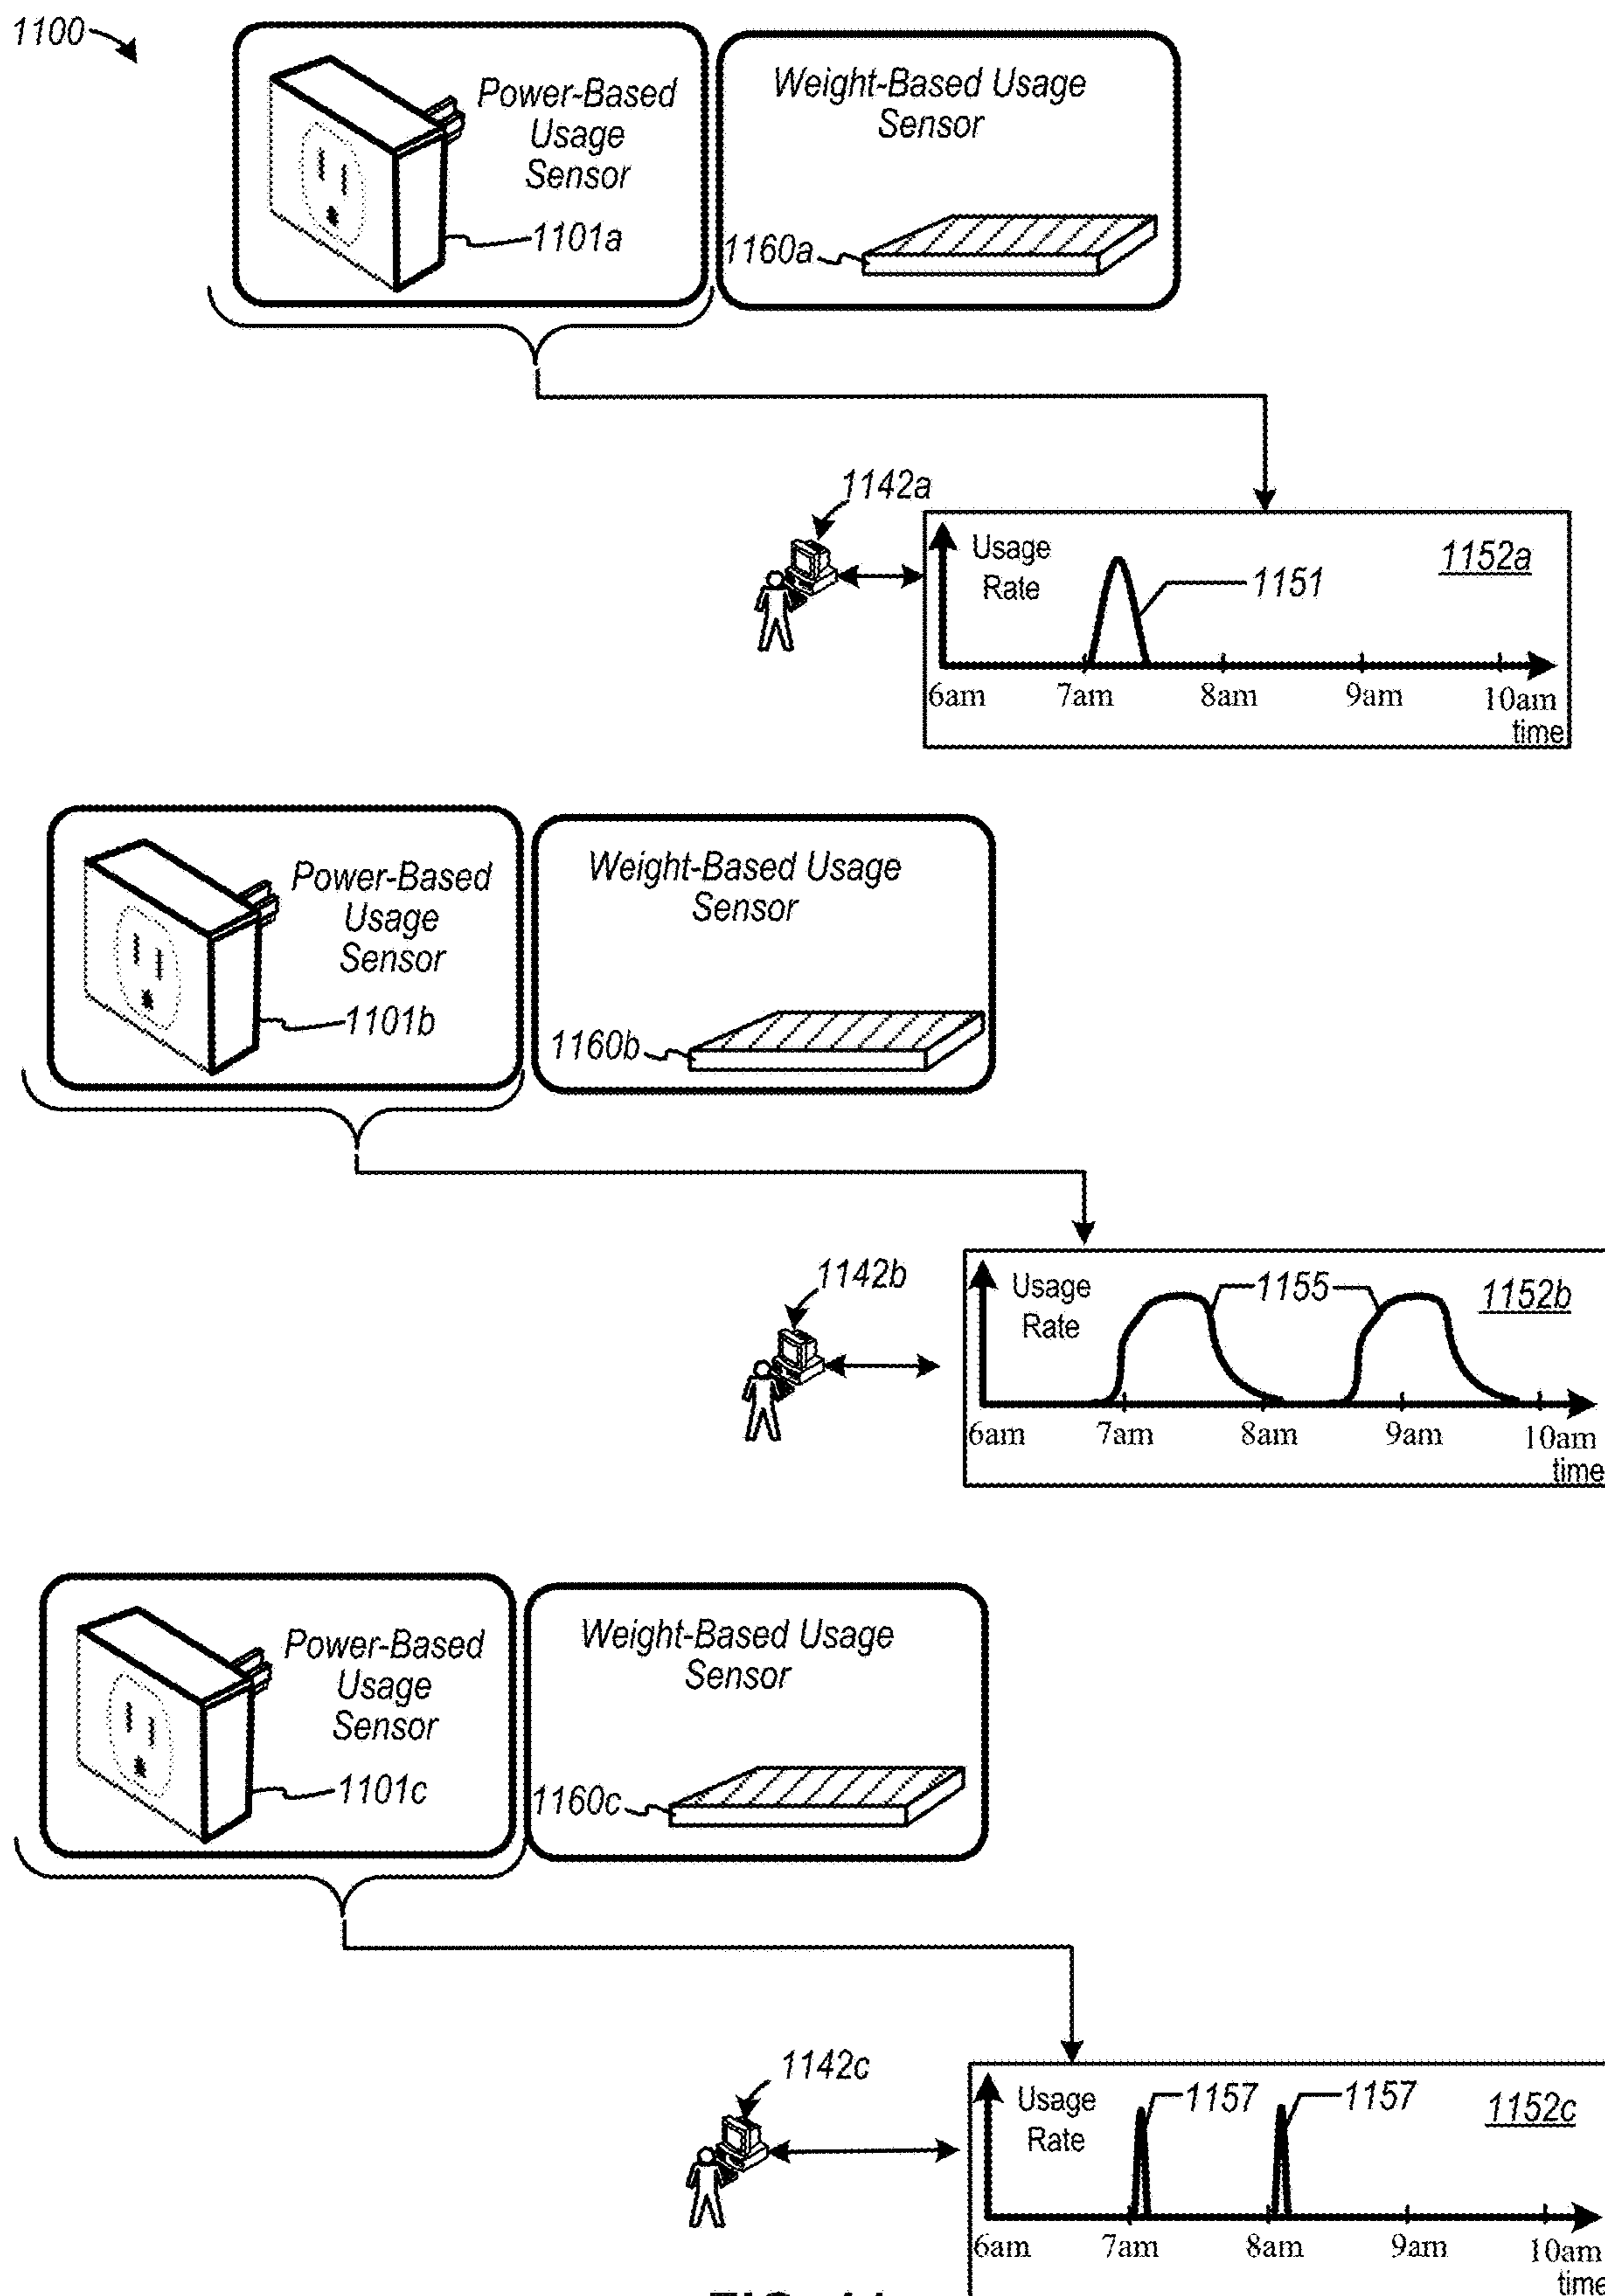 1100
Power-Based
Usage
Sensor
1101a
Weight-Based Usage
Sensor
1160a
1142a
Usage
Rate
1151
1152a
6am 7am 8am 9am 10am
time
Power-Based
Usage
Sensor
1101b
Weight-Based Usage
Sensor
1160b
1142b
Usage
Rate
1155
1152b
6am 7am 8am 9am 10am
time
Power-Based
Usage
Sensor
1101c
Weight-Based Usage
Sensor
1160c
1142c
Usage
Rate
1157
1157
1152c
6am 7am 8am 9am 10am
time